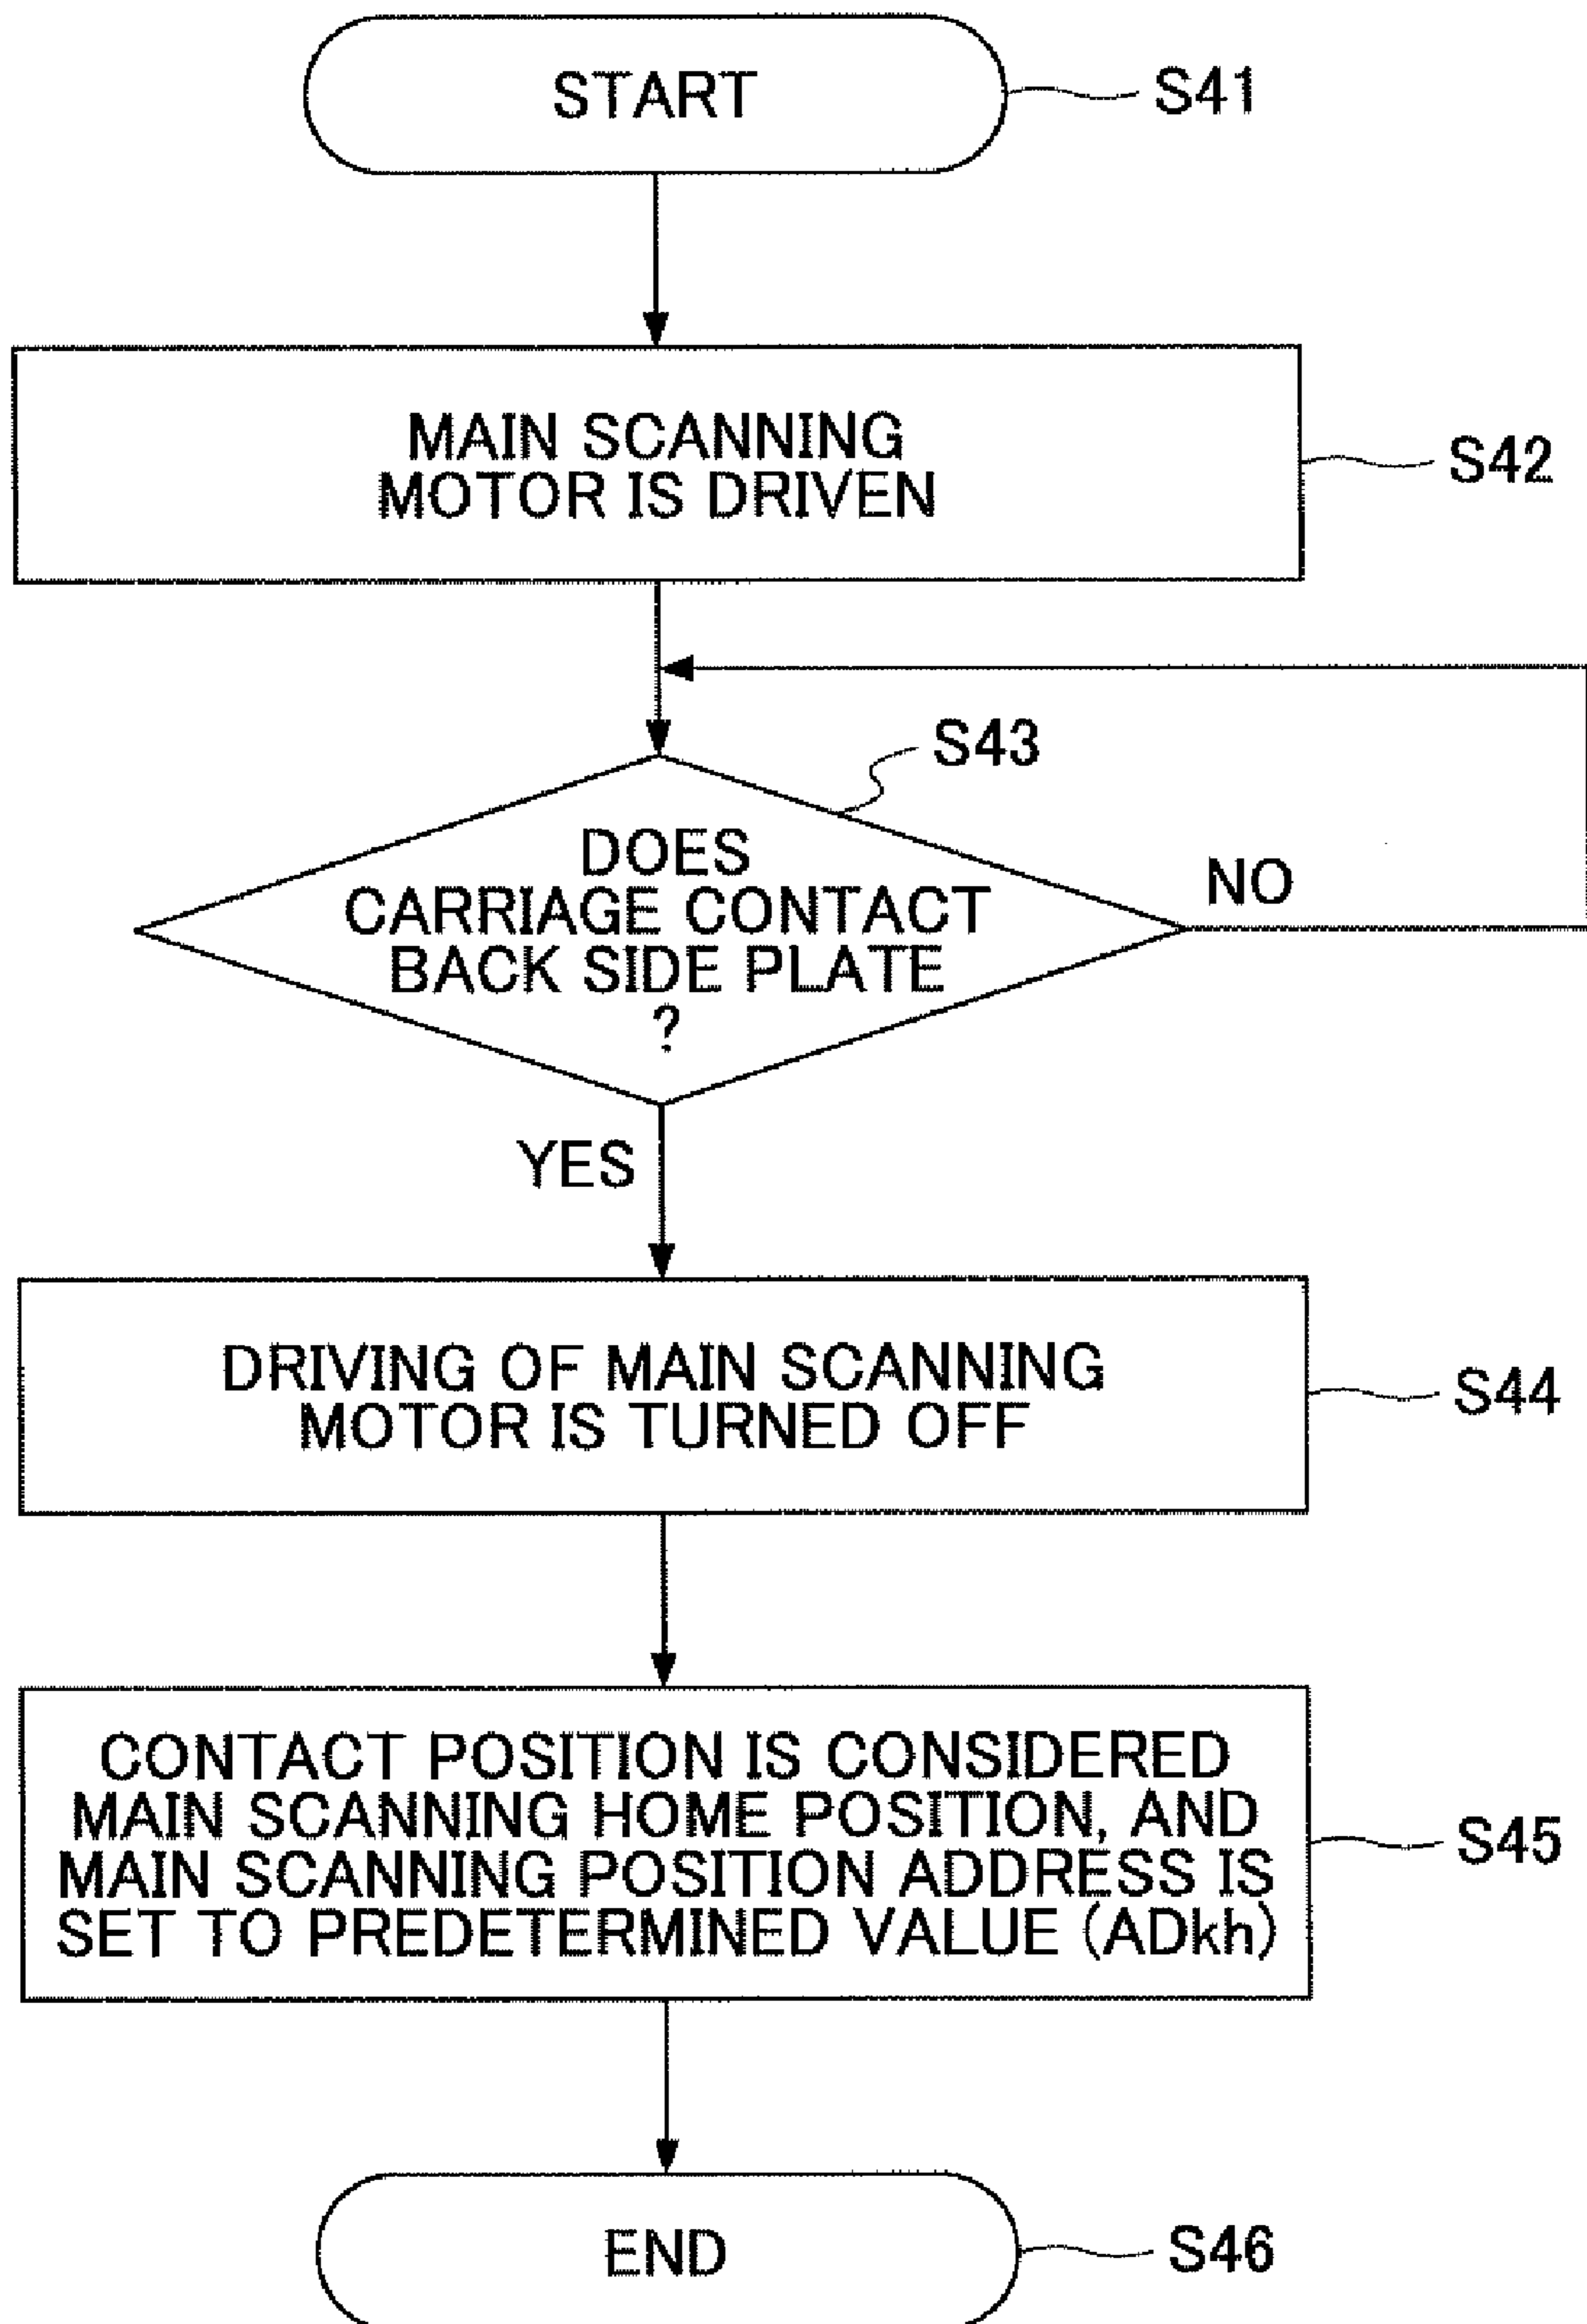 START
S41
MAIN SCANNING
MOTOR IS DRIVEN
S42
S43
DOES
CARRIAGE CONTACT
BACK SIDE PLATE
?
NO
YES
DRIVING OF MAIN SCANNING
MOTOR IS TURNED OFF
S44
CONTACT POSITION IS CONSIDERED
MAIN SCANNING HOME POSITION, AND
MAIN SCANNING POSITION ADDRESS IS
SET TO PREDETERMINED VALUE (ADkh)
S45
END
S46